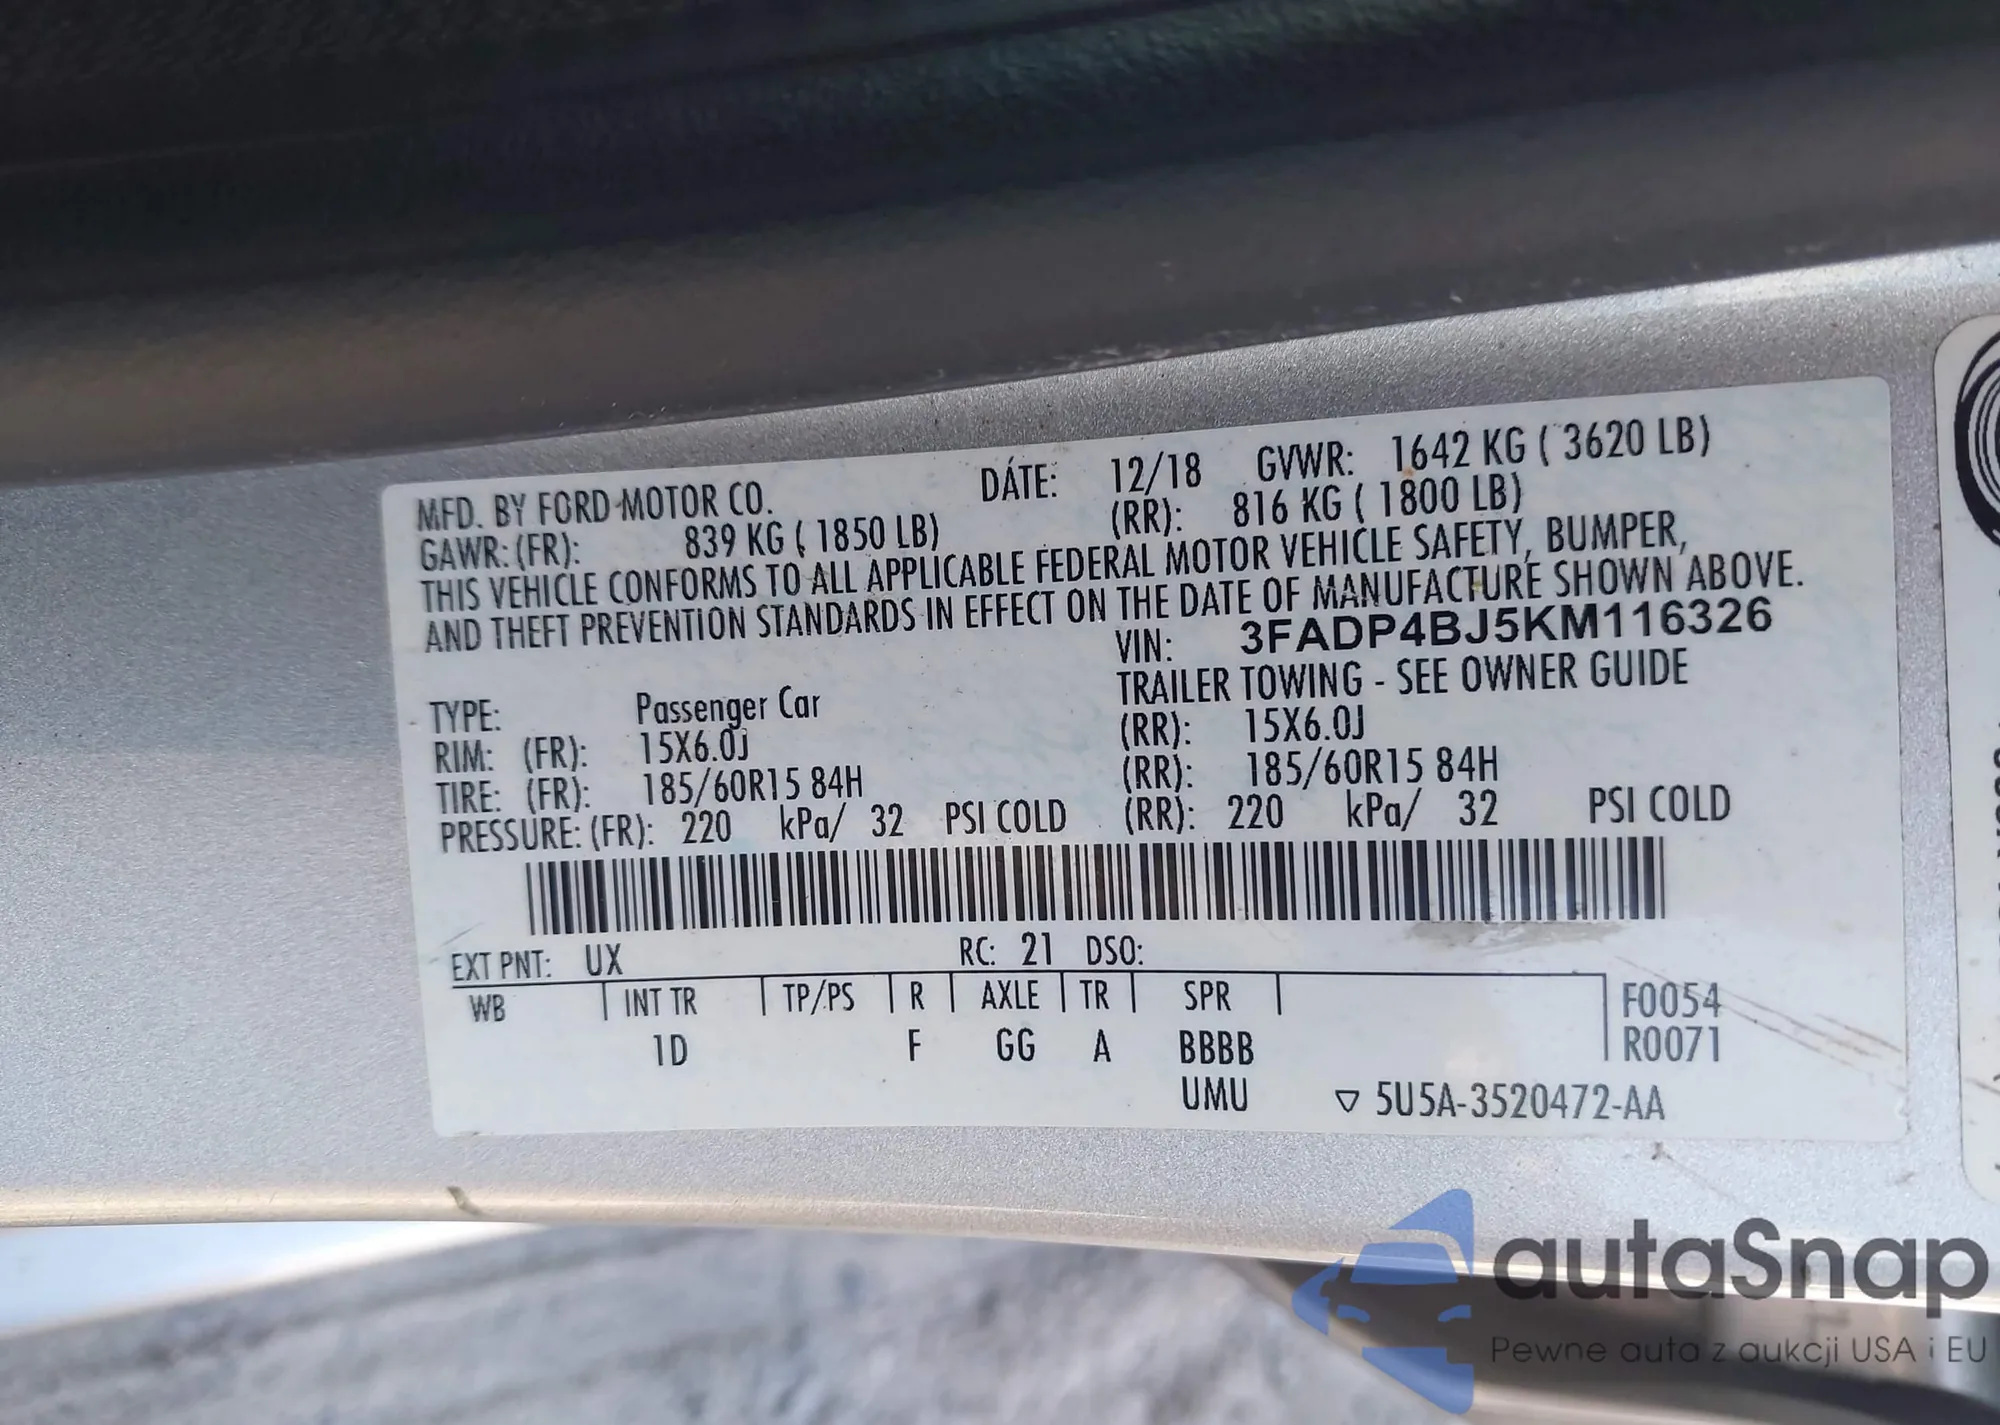 MFD. BY FORD MOTOR CO. DATE: 12/18 GVWR: 1642 KG ( 3620 LB)
GAWR: (FR): 839 KG ( 1850 LB) (RR): 816 KG ( 1800 LB)
THIS VEHICLE CONFORMS TO ALL APPLICABLE FEDERAL MOTOR VEHICLE SAFETY, BUMPER,
AND THEFT PREVENTION STANDARDS IN EFFECT ON THE DATE OF MANUFACTURE SHOWN ABOVE.
VIN: 3FADP4BJ5KM116326
TYPE: Passenger Car TRAILER TOWING - SEE OWNER GUIDE
RIM: (FR): 15X6.0J (RR): 15X6.0J
TIRE: (FR): 185/60R15 84H (RR): 185/60R15 84H
PRESSURE: (FR): 220 kPa/ 32 PSI COLD (RR): 220 kPa/ 32 PSI COLD
EXT PNT: UX RC: 21 DSO:
WB INT TR TP/PS R AXLE TR SPR F0054
1D F GG A BBBB R0071
UMU ▽ 5U5A-3520472-AA
autaSnap
Pewne auta z aukcji USA i EU